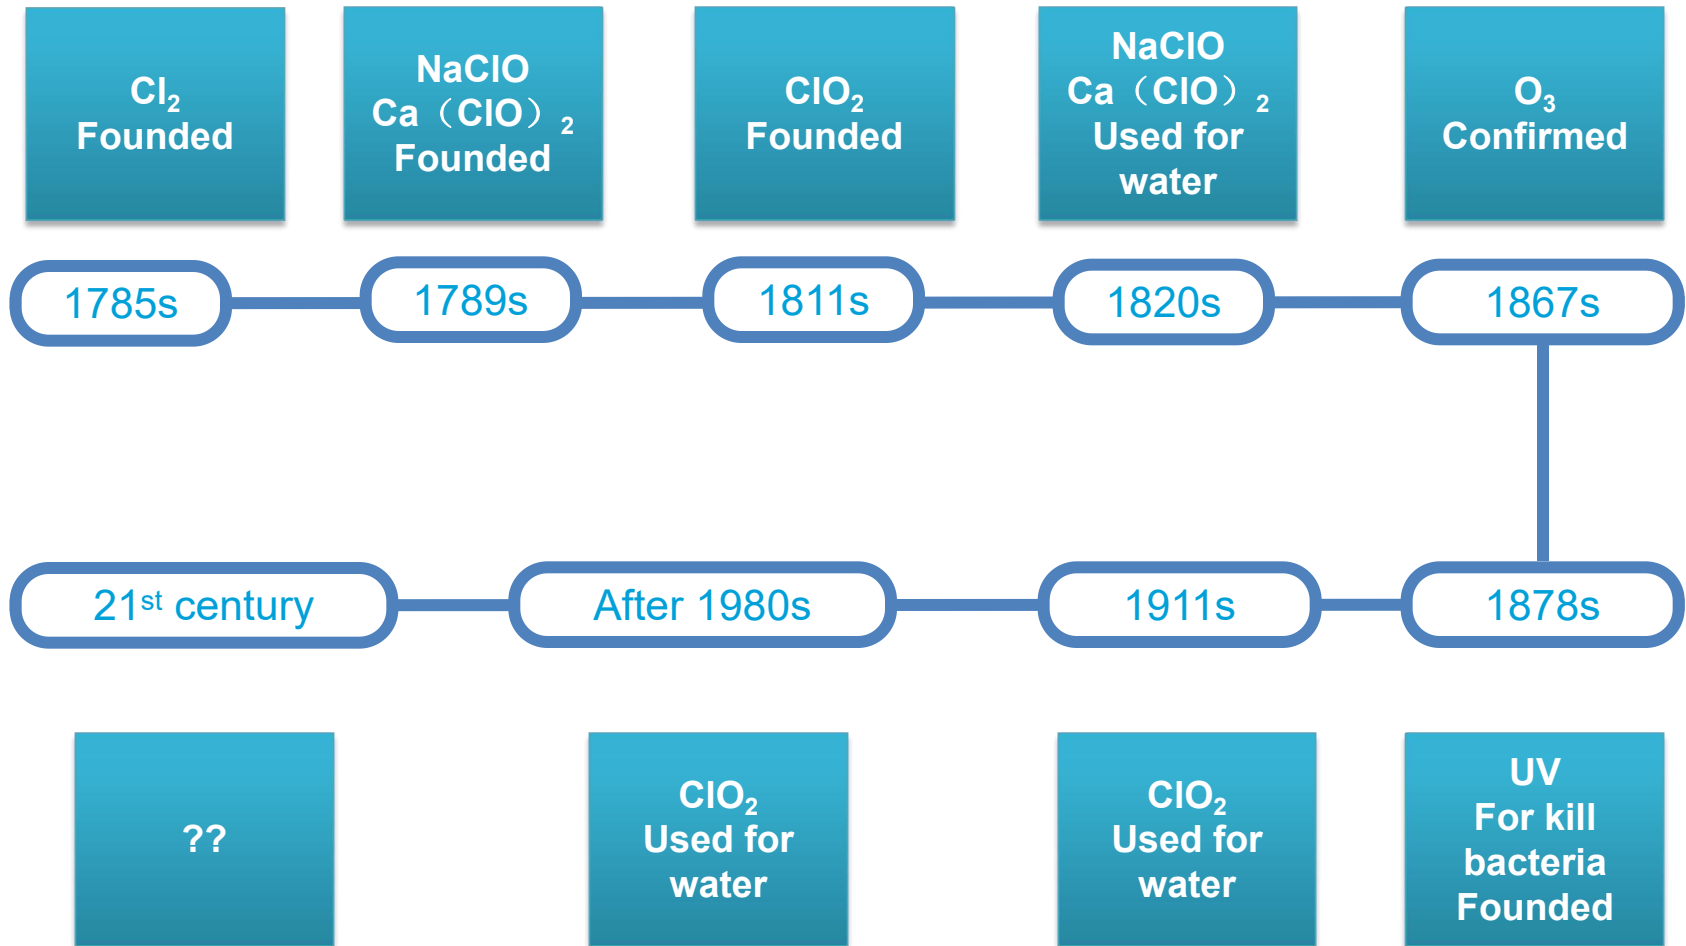 Cl₂
Founded
NaClO
Ca（ClO）₂
Founded
ClO₂
Founded
NaClO
Ca（ClO）₂
Used for
water
O₃
Confirmed
1785s
1789s
1811s
1820s
1867s
21st century
After 1980s
1911s
1878s
??
ClO₂
Used for
water
ClO₂
Used for
water
UV
For kill
bacteria
Founded